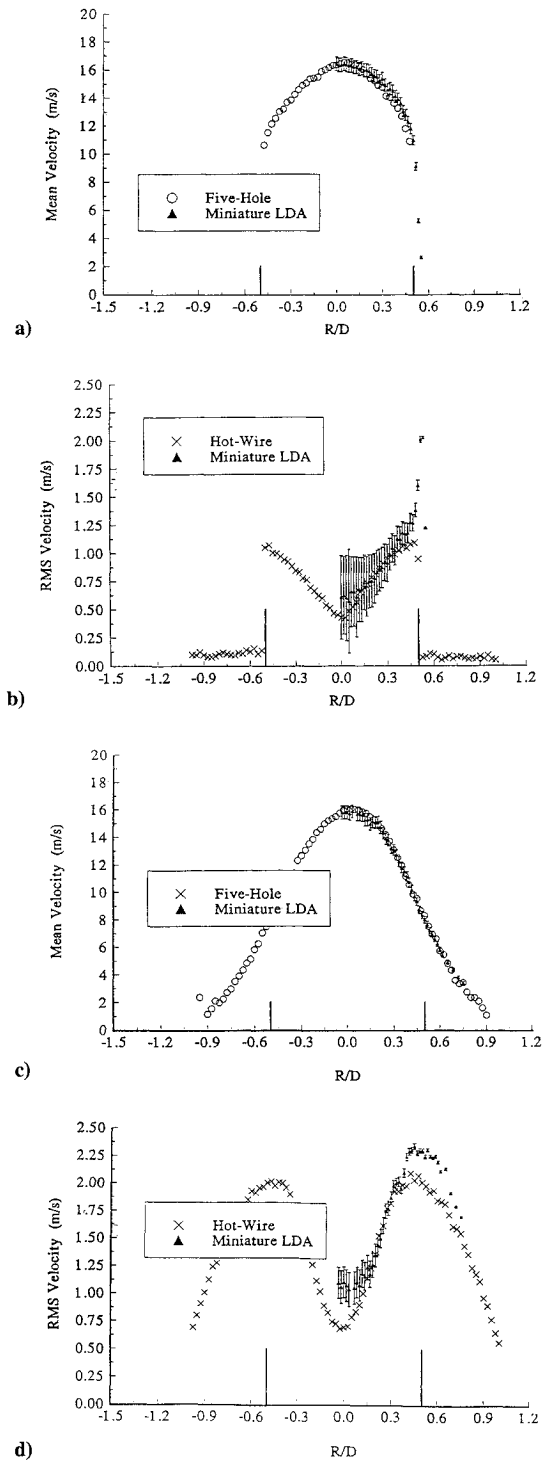 20
18
16
14
12
10
8
6
4
2
0
Mean Velocity (m/s)
Five-Hole
Miniature LDA
-1.5 -1.2 -0.9 -0.6 -0.3 0.0 0.3 0.6 0.9 1.2
R/D
a)
2.50
2.25
2.00
1.75
1.50
1.25
1.00
0.75
0.50
0.25
0.00
RMS Velocity (m/s)
Hot-Wire
Miniature LDA
-1.5 -1.2 -0.9 -0.6 -0.3 0.0 0.3 0.6 0.9 1.2
R/D
b)
20
18
16
14
12
10
8
6
4
2
0
Mean Velocity (m/s)
Five-Hole
Miniature LDA
-1.5 -1.2 -0.9 -0.6 -0.3 0.0 0.3 0.6 0.9 1.2
R/D
c)
2.50
2.25
2.00
1.75
1.50
1.25
1.00
0.75
0.50
0.25
0.00
RMS Velocity (m/s)
Hot-Wire
Miniature LDA
-1.5 -1.2 -0.9 -0.6 -0.3 0.0 0.3 0.6 0.9 1.2
R/D
d)